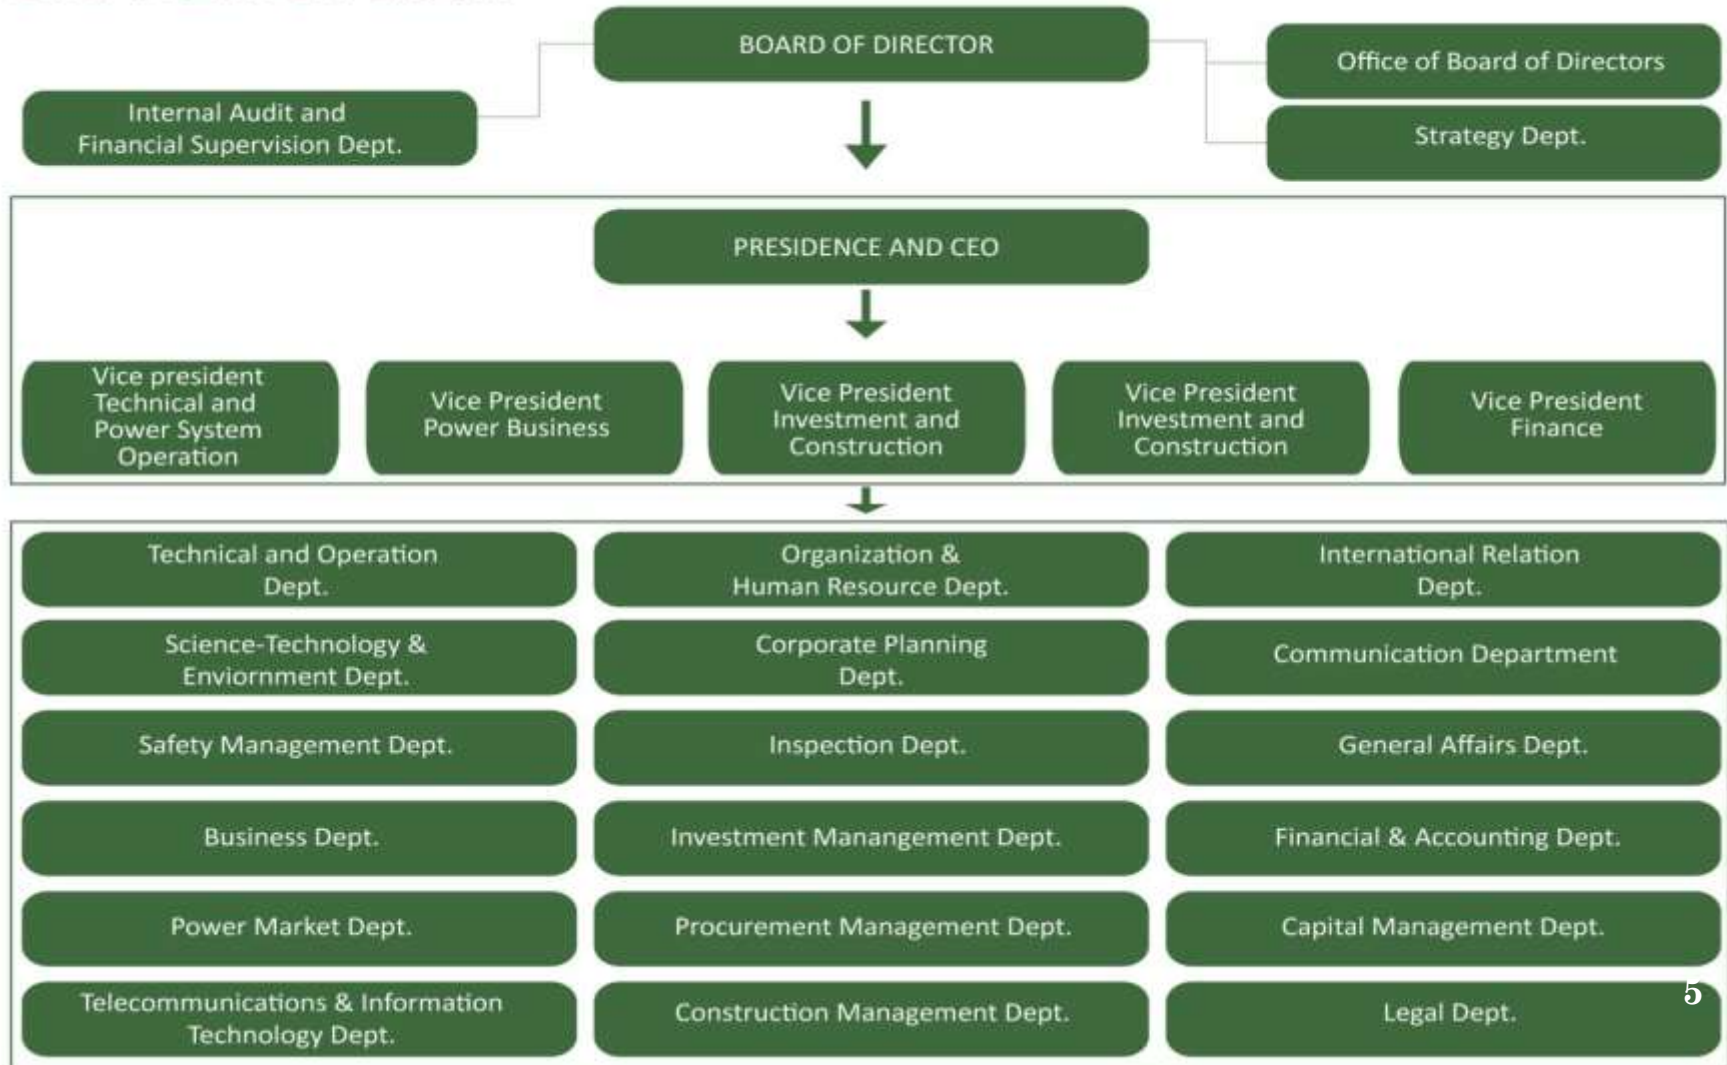 BOARD OF DIRECTOR
Office of Board of Directors
Internal Audit and
Financial Supervision Dept.
Strategy Dept.
PRESIDENCE AND CEO
Vice president
Technical and
Power System
Operation
Vice President
Power Business
Vice President
Investment and
Construction
Vice President
Investment and
Construction
Vice President
Finance
Technical and Operation
Dept.
Organization &
Human Resource Dept.
International Relation
Dept.
Science-Technology &
Enviornment Dept.
Corporate Planning
Dept.
Communication Department
Safety Management Dept.
Inspection Dept.
General Affairs Dept.
Business Dept.
Investment Manangement Dept.
Financial & Accounting Dept.
Power Market Dept.
Procurement Management Dept.
Capital Management Dept.
Telecommunications & Information
Technology Dept.
Construction Management Dept.
Legal Dept.
5